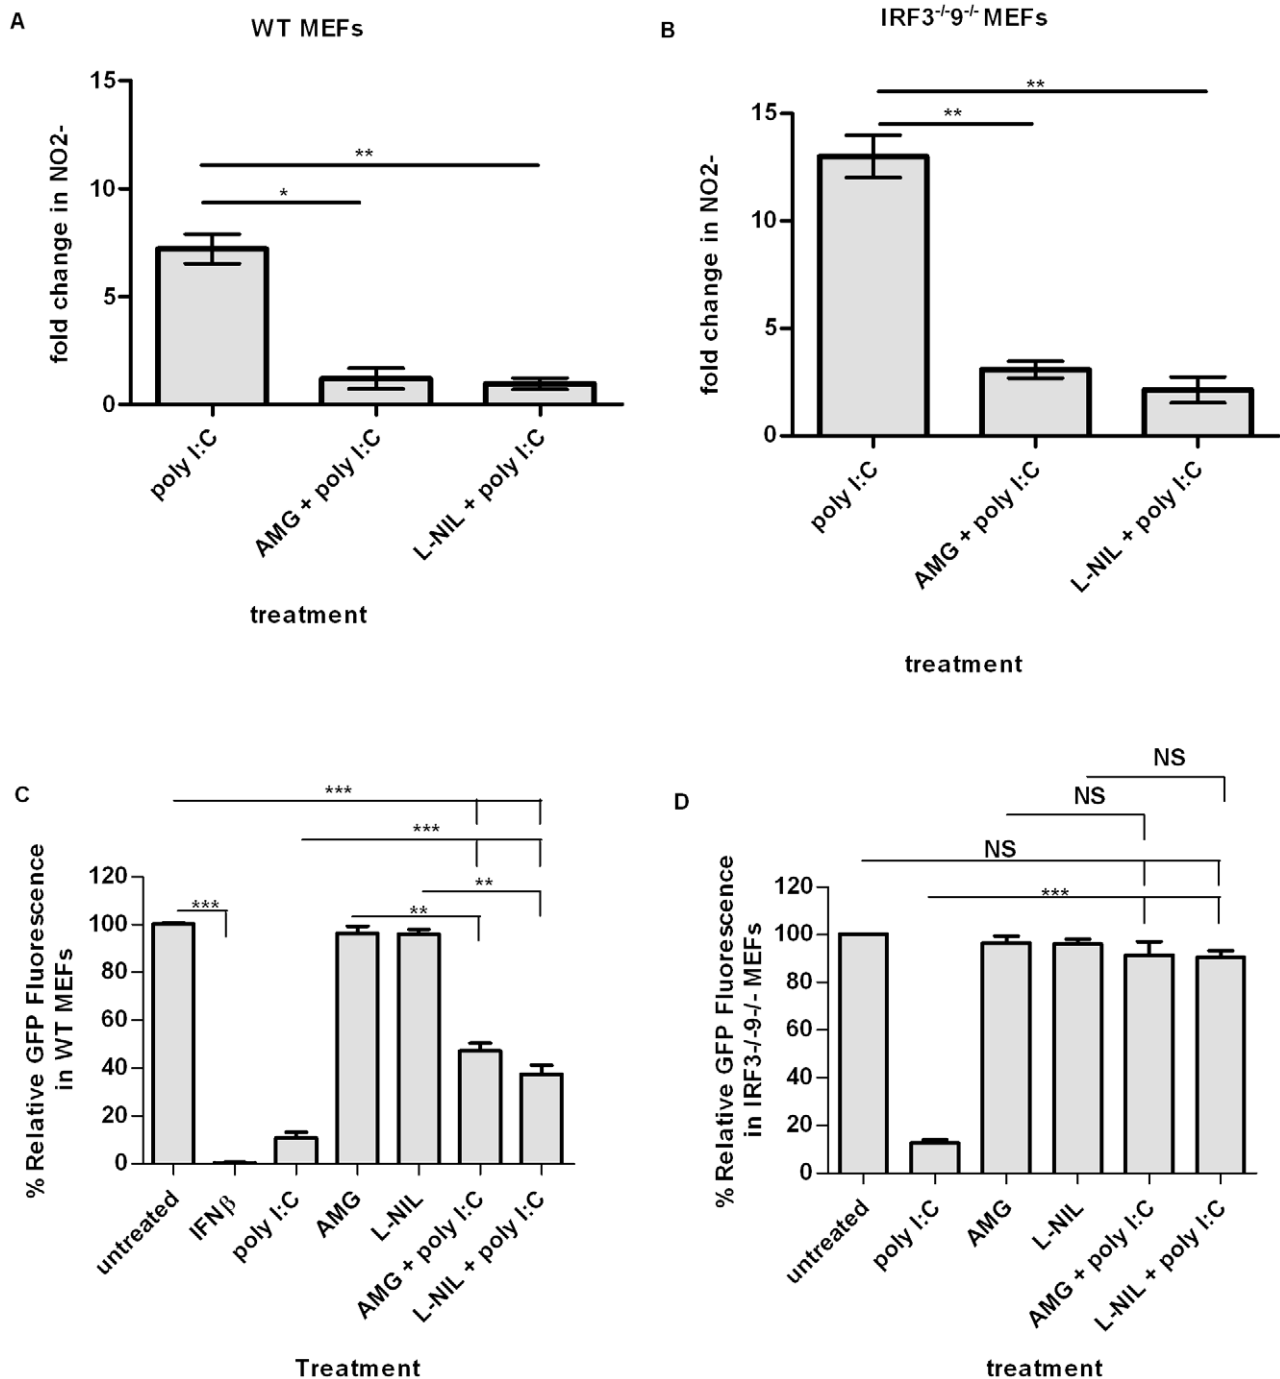 A
WT MEFs
15
10
5
0
fold change in NO2-
**
*
poly I:C
AMG + poly I:C
L-NIL + poly I:C
treatment
B
IRF3-/-9-/- MEFs
15
10
5
0
fold change in NO2-
**
**
poly I:C
AMG + poly I:C
L-NIL + poly I:C
treatment
C
***
***
**
**
***
120
100
80
60
40
20
0
% Relative GFP Fluorescence
in WT MEFs
untreated
IFNβ
poly I:C
AMG
L-NIL
AMG + poly I:C
L-NIL + poly I:C
Treatment
D
NS
NS
NS
***
120
100
80
60
40
20
0
% Relative GFP Fluorescence
in IRF3-/-9-/- MEFs
untreated
poly I:C
AMG
L-NIL
AMG + poly I:C
L-NIL + poly I:C
treatment